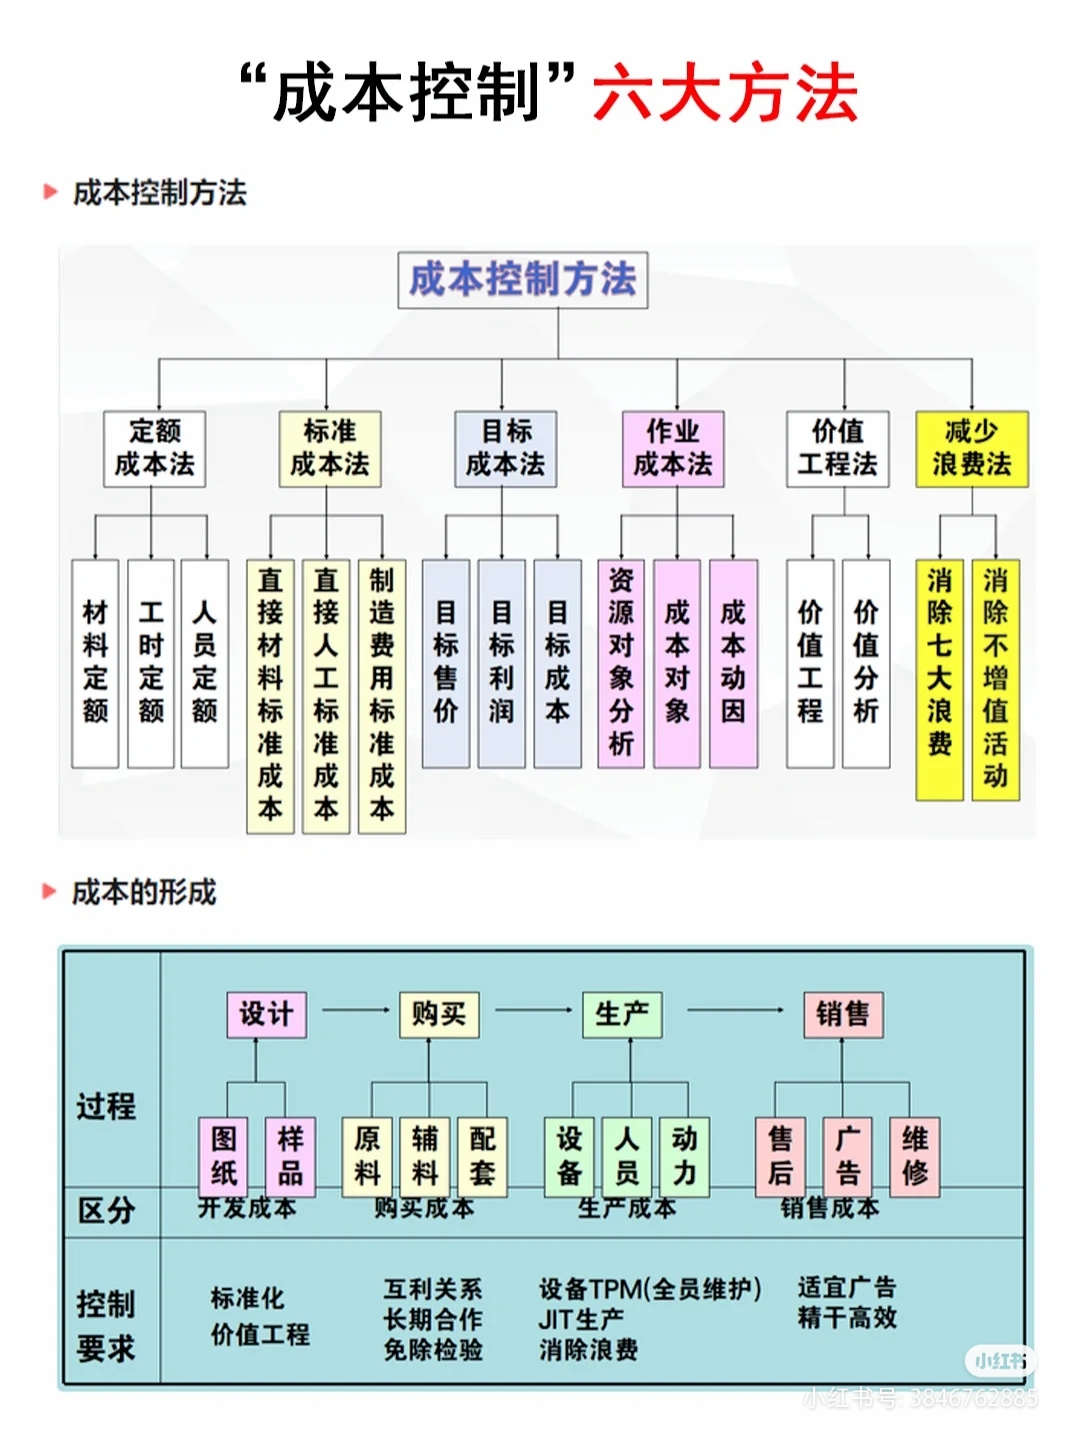 “成本控制”六大方法
成本控制方法
成本控制方法
定额
成本法
标准
成本法
目标
成本法
作业
成本法
价值
工程法
减少
浪费法
材料定额
工时定额
人员定额
直接材料标准成本
直接人工标准成本
制造费用标准成本
目标售价
目标利润
目标成本
资源对象分析
成本对象
成本动因
价值工程
价值分析
消除七大浪费
消除不增值活动
成本的形成
过程
设计
购买
生产
销售
图纸
样品
原料
辅料
配套
设备
人员
动力
售后
广告
维修
区分
开发成本
购买成本
生产成本
销售成本
控制
要求
标准化
价值工程
互利关系
长期合作
免除检验
设备TPM(全员维护)
JIT生产
消除浪费
适宜广告
精干高效
小红书
小红书号: 3846762885